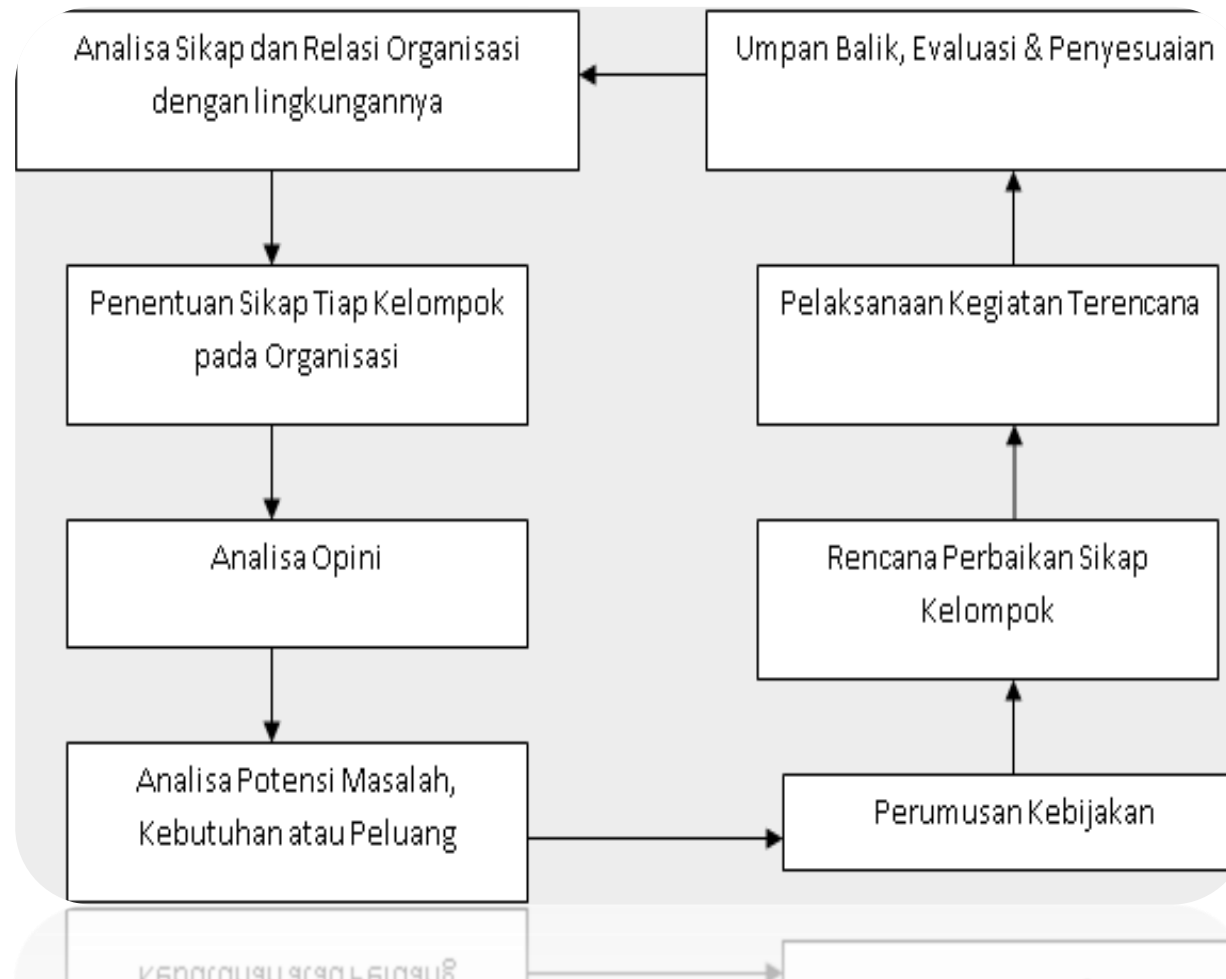 Analisa Sikap dan Relasi Organisasi
dengan lingkungannya
Penentuan Sikap Tiap Kelompok
pada Organisasi
Analisa Opini
Analisa Potensi Masalah,
Kebutuhan atau Peluang
Perumusan Kebijakan
Rencana Perbaikan Sikap
Kelompok
Pelaksanaan Kegiatan Terencana
Umpan Balik, Evaluasi & Penyesuaian